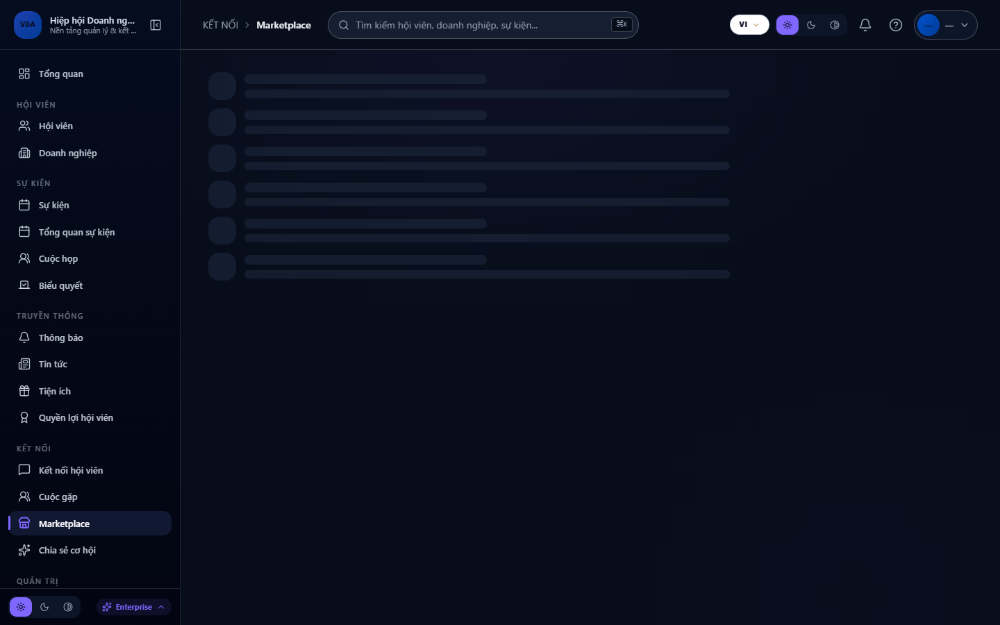 VBA
Hiệp hội Doanh ng...
Nền tảng quản lý & kết ...
KẾT NỐI > Marketplace
Tìm kiếm hội viên, doanh nghiệp, sự kiện...
⌘K
VI
Tổng quan
HỘI VIÊN
Hội viên
Doanh nghiệp
SỰ KIỆN
Sự kiện
Tổng quan sự kiện
Cuộc họp
Biểu quyết
TRUYỀN THÔNG
Thông báo
Tin tức
Tiện ích
Quyền lợi hội viên
KẾT NỐI
Kết nối hội viên
Cuộc gặp
Marketplace
Chia sẻ cơ hội
QUẢN TRỊ
Enterprise